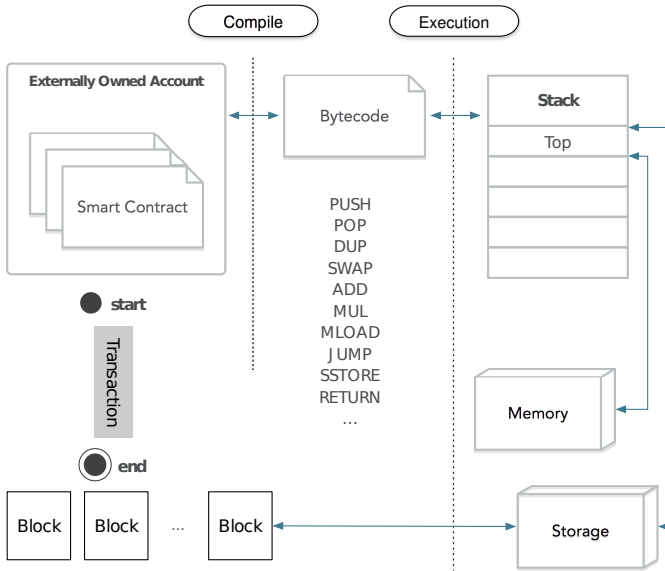 Compile
Execution
Externally Owned Account
Smart Contract
Bytecode
Stack
Top
PUSH
POP
DUP
SWAP
ADD
MUL
MLOAD
JUMP
SSTORE
RETURN
...
start
Transaction
end
Memory
Block
Block
...
Block
Storage